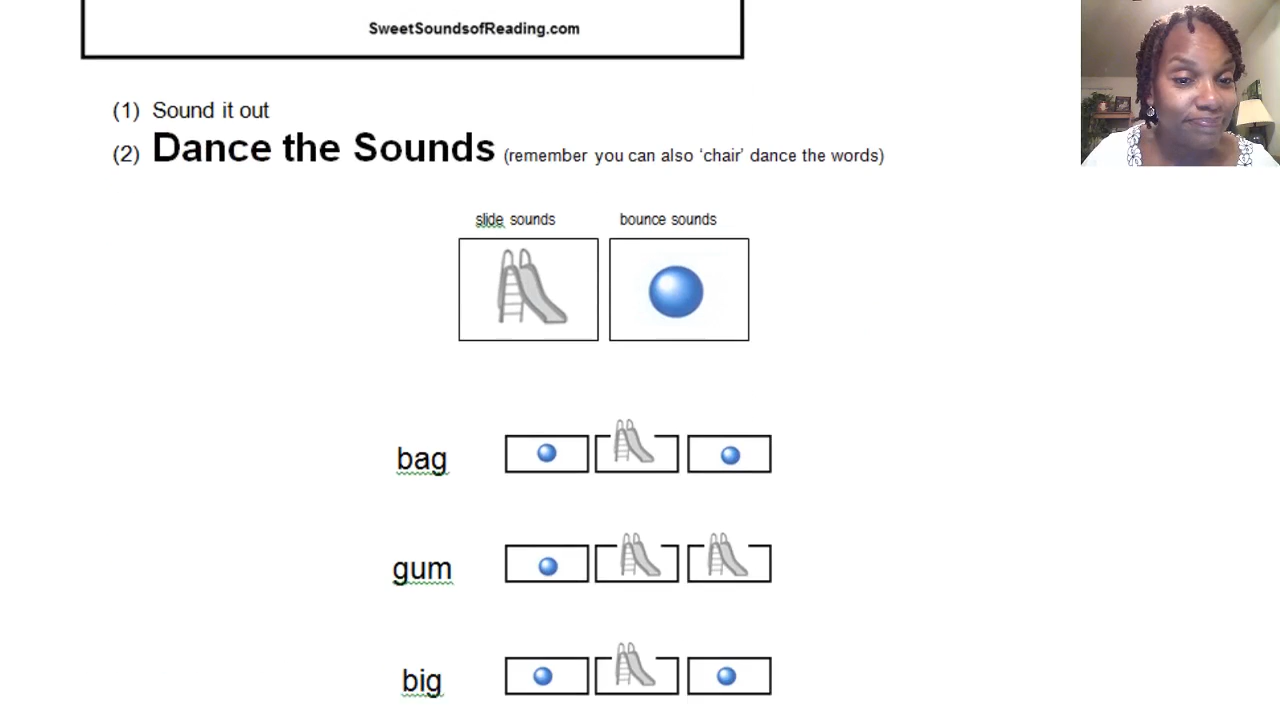 SweetSoundsofReading.com
(1) Sound it out
(2) Dance the Sounds (remember you can also ‘chair’ dance the words)
slide sounds bounce sounds
bag
gum
big